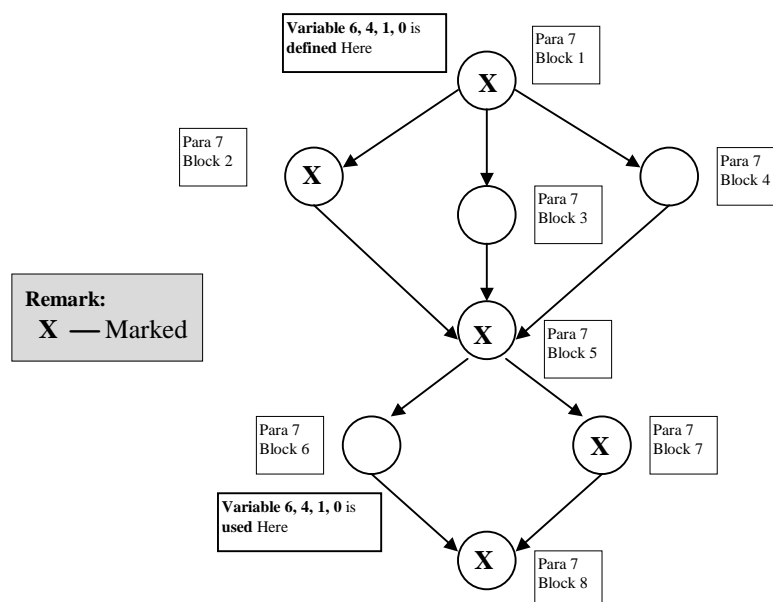 Variable 6, 4, 1, 0 is
defined Here
Para 7
Block 1
X
Para 7
Block 2
X
Para 7
Block 3
Para 7
Block 4
Remark:
X — Marked
X
Para 7
Block 5
Para 7
Block 6
X
Para 7
Block 7
Variable 6, 4, 1, 0 is
used Here
X
Para 7
Block 8